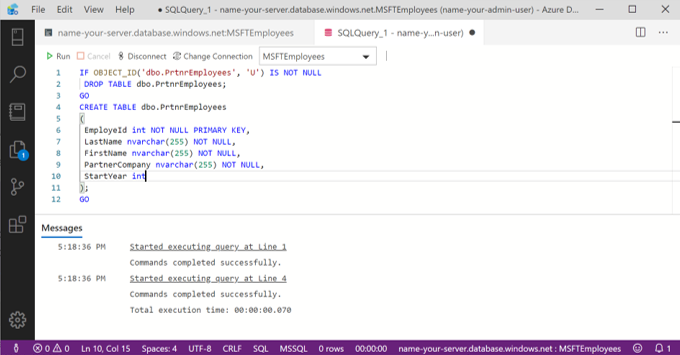 File Edit View Help
SQLQuery_1 - name-your-server.database.windows.net:MSFTEmployees (name-your-admin-user) - Azure D...
name-your-server.database.windows.net:MSFTEmployees
SQLQuery_1 - name-y...n-user)
Run Cancel Disconnect Change Connection MSFTEmployees
1 IF OBJECT_ID('dbo.PrtnrEmployees', 'U') IS NOT NULL
2 DROP TABLE dbo.PrtnrEmployees;
3 GO
4 CREATE TABLE dbo.PrtnrEmployees
5 (
6 EmployeId int NOT NULL PRIMARY KEY,
7 LastName nvarchar(255) NOT NULL,
8 FirstName nvarchar(255) NOT NULL,
9 PartnerCompany nvarchar(255) NOT NULL,
10 StartYear int
11 );
12 GO
1
Messages
5:18:36 PM Started executing query at Line 1
Commands completed successfully.
5:18:36 PM Started executing query at Line 4
Commands completed successfully.
Total execution time: 00:00:00.070
0 0 Ln 10, Col 15 Spaces: 4 UTF-8 CRLF SQL MSSQL 0 rows 00:00:00 name-your-server.database.windows.net : MSFTEmployees 1